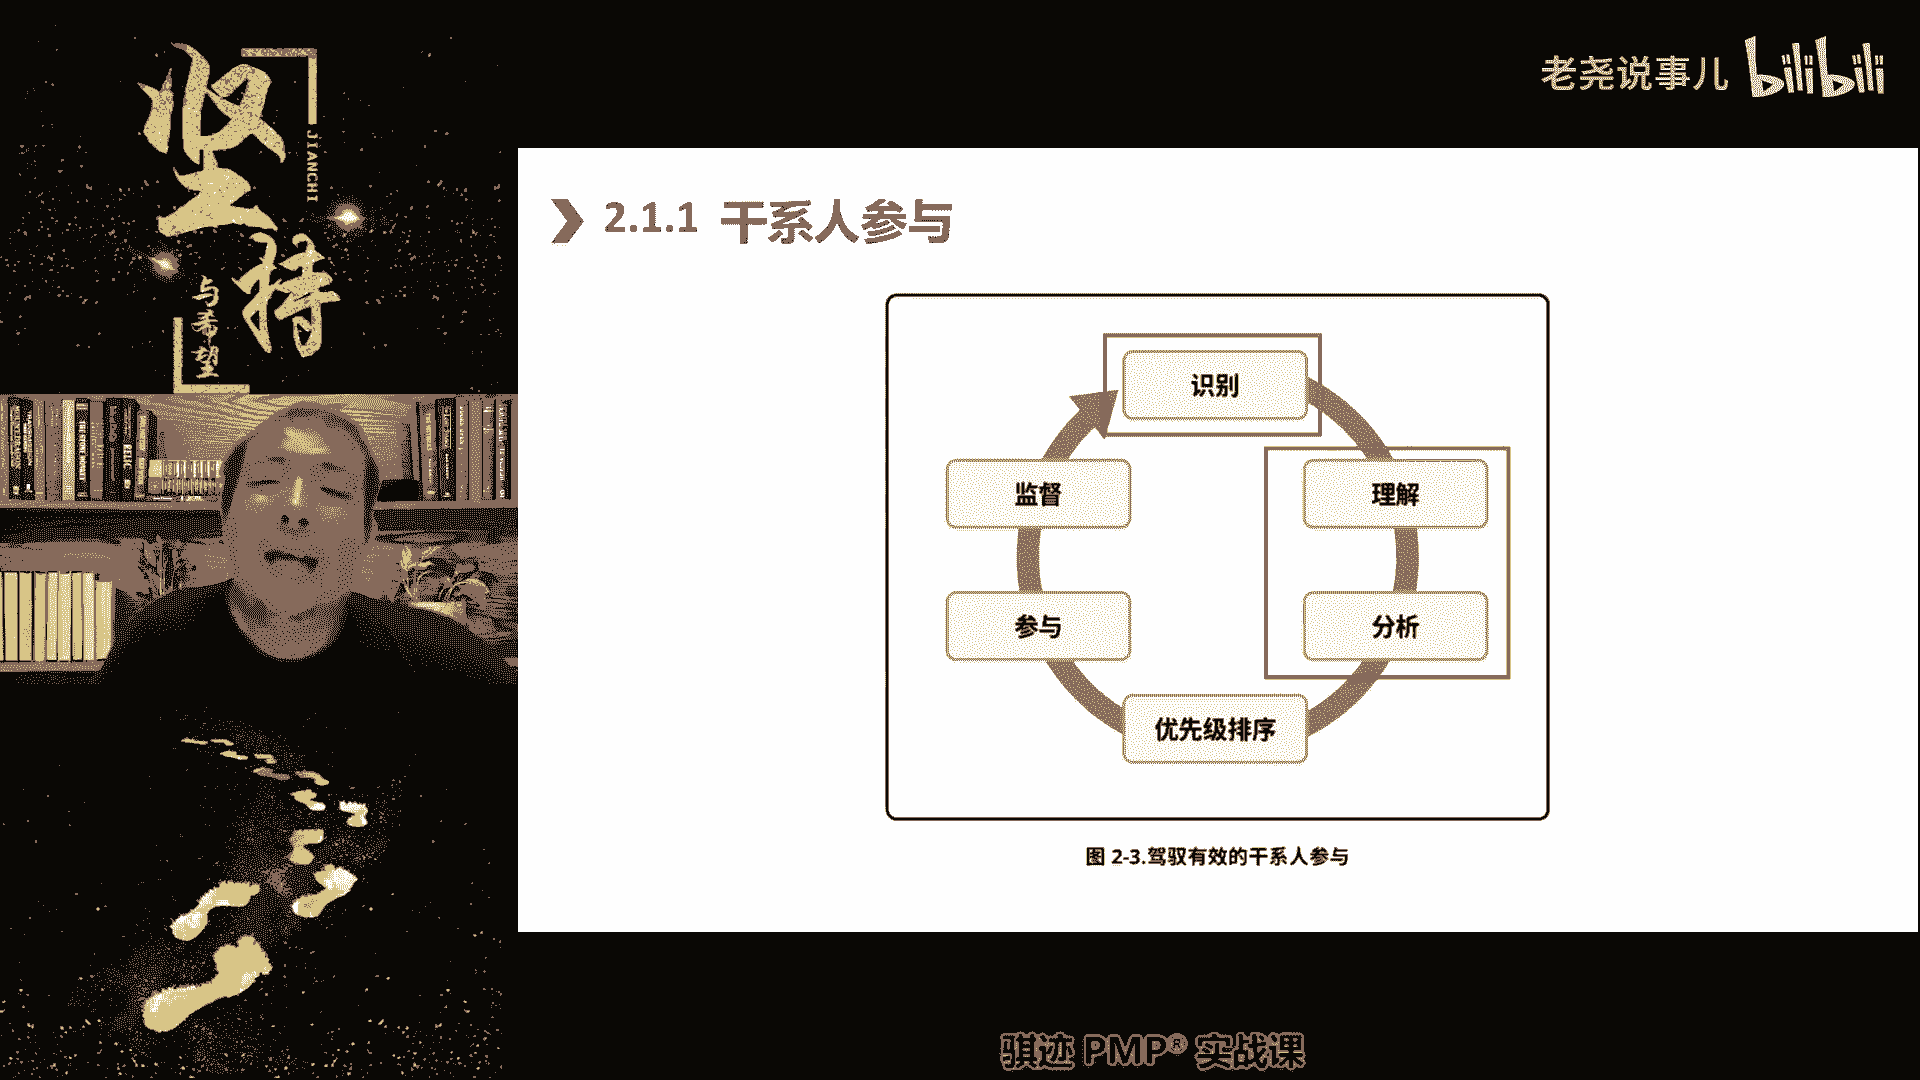 坚持
JIANCHI
与希望
老尧说事儿 bilibili
2.1.1 干系人参与
识别
监督
理解
参与
分析
优先级排序
图 2-3.驾驭有效的干系人参与
骐迹 PMP® 实战课